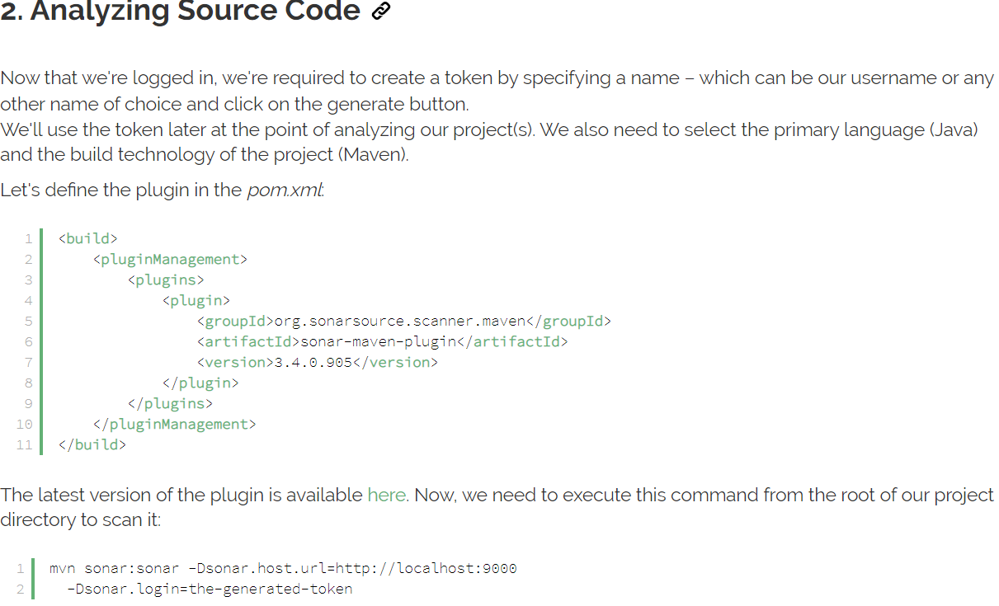 2. Analyzing Source Code
Now that we're logged in, we're required to create a token by specifying a name – which can be our username or any
other name of choice and click on the generate button.
We'll use the token later at the point of analyzing our project(s). We also need to select the primary language (Java)
and the build technology of the project (Maven).
Let's define the plugin in the pom.xml:
1 <build>
2     <pluginManagement>
3         <plugins>
4             <plugin>
5                 <groupId>org.sonarsource.scanner.maven</groupId>
6                 <artifactId>sonar-maven-plugin</artifactId>
7                 <version>3.4.0.905</version>
8             </plugin>
9         </plugins>
10     </pluginManagement>
11 </build>
The latest version of the plugin is available here. Now, we need to execute this command from the root of our project
directory to scan it:
1 mvn sonar:sonar -Dsonar.host.url=http://localhost:9000
2   -Dsonar.login=the-generated-token